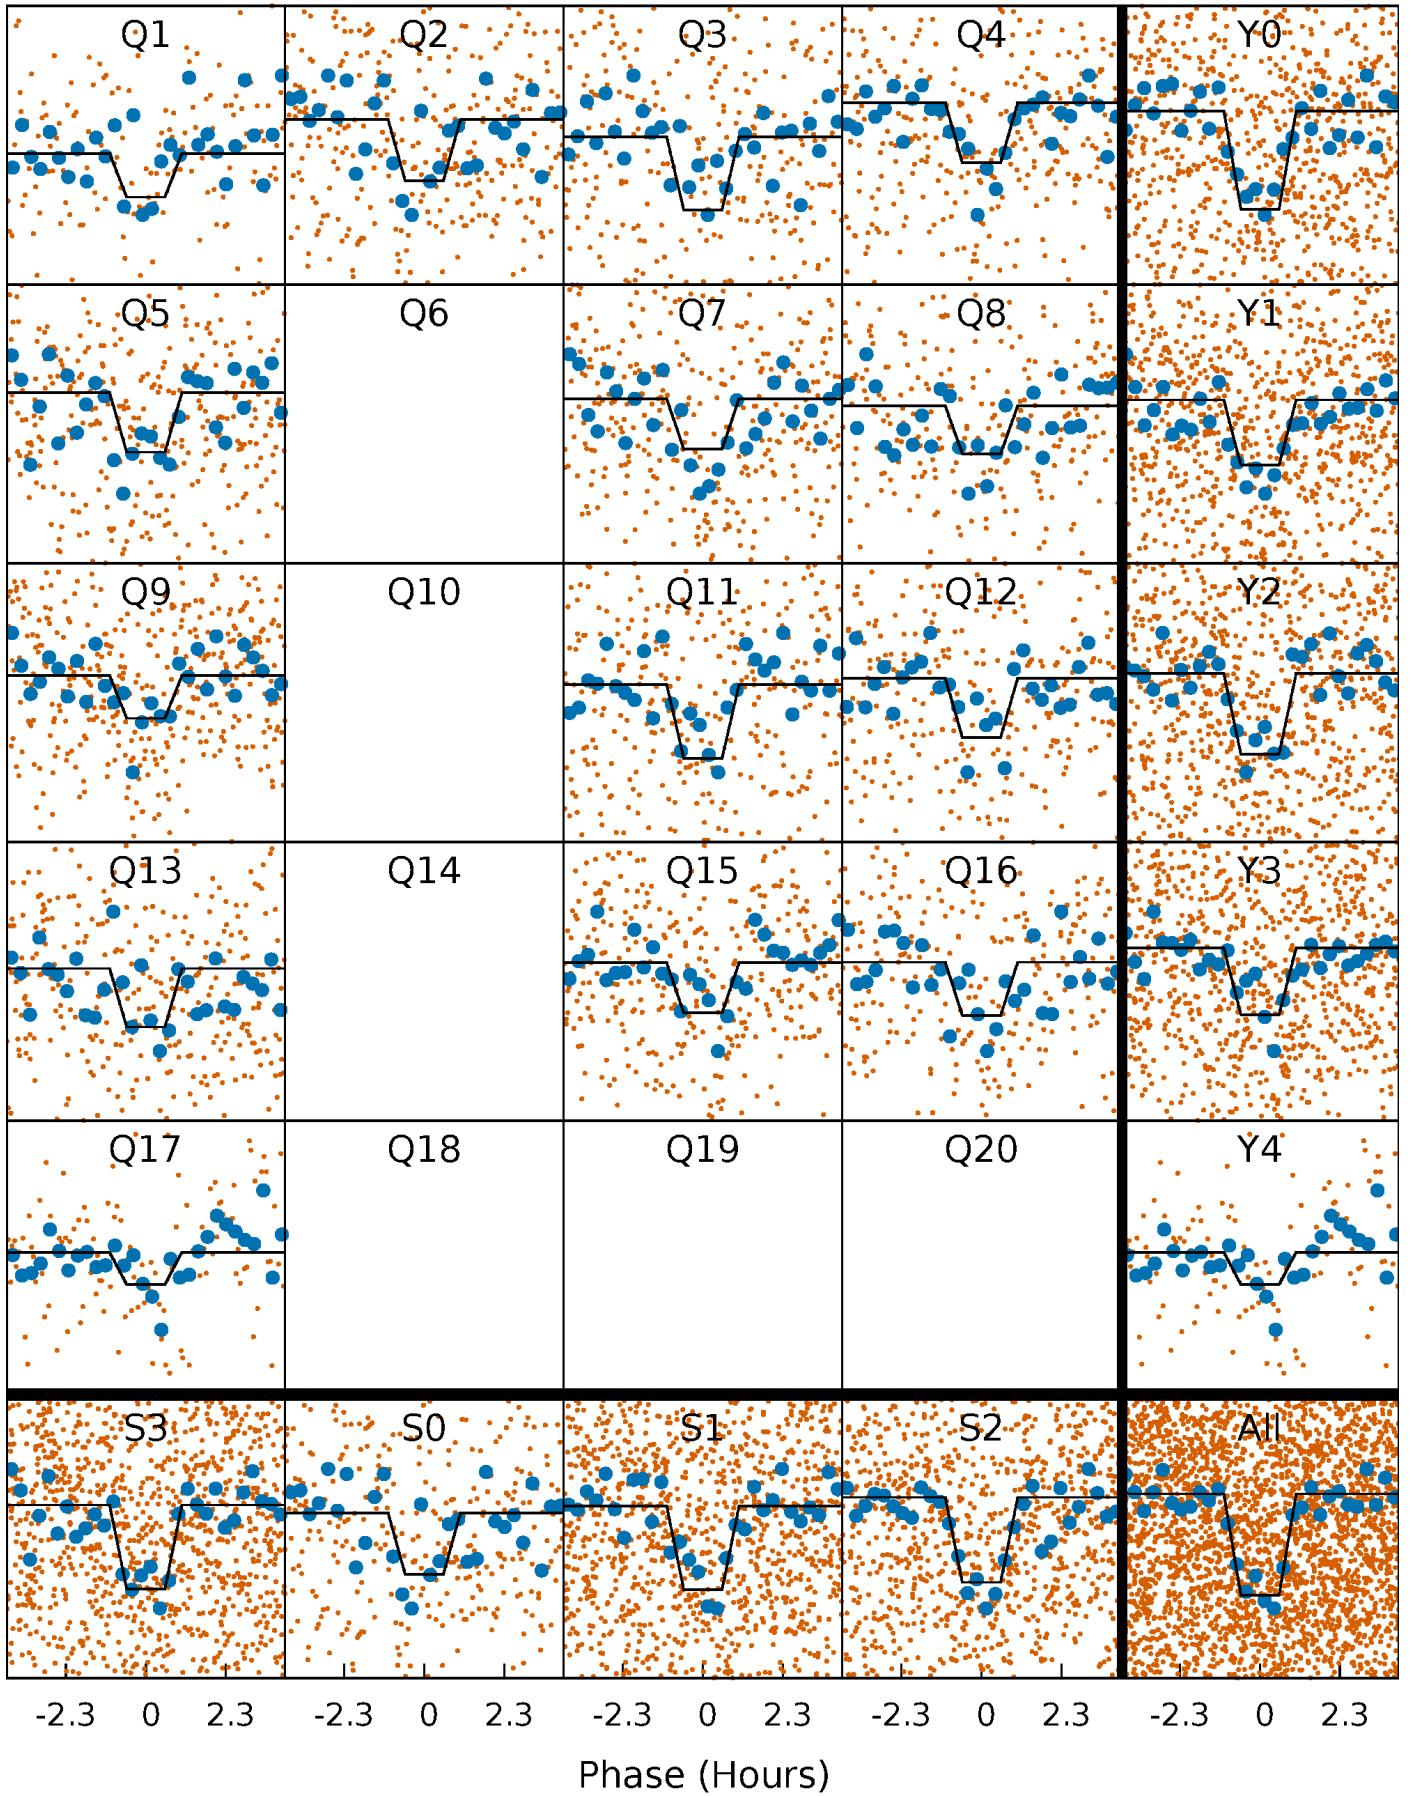 Q1 Q2 Q3 Q4 Y0
Q5 Q6 Q7 Q8 Y1
Q9 Q10 Q11 Q12 Y2
Q13 Q14 Q15 Q16 Y3
Q17 Q18 Q19 Q20 Y4
S3 S0 S1 S2 All
-2.3 0 2.3 -2.3 0 2.3 -2.3 0 2.3 -2.3 0 2.3 -2.3 0 2.3
Phase (Hours)